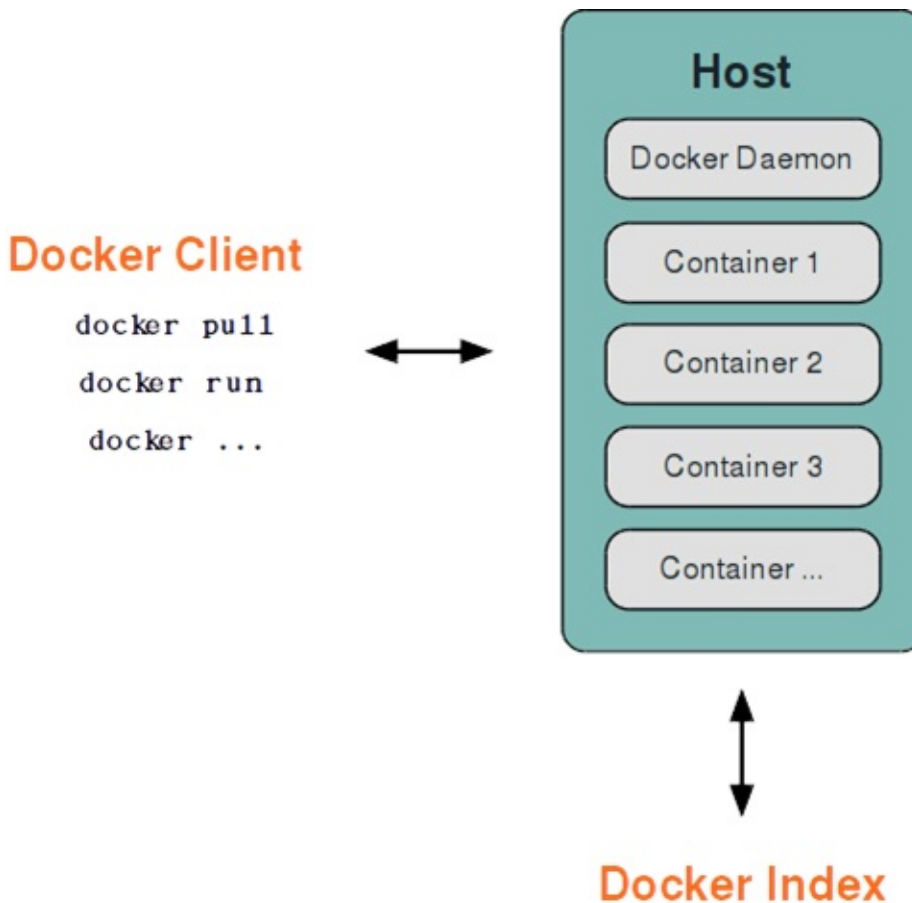 Host
Docker Daemon
Container 1
Container 2
Container 3
Container ...
Docker Client
docker pull
docker run
docker ...
Docker Index